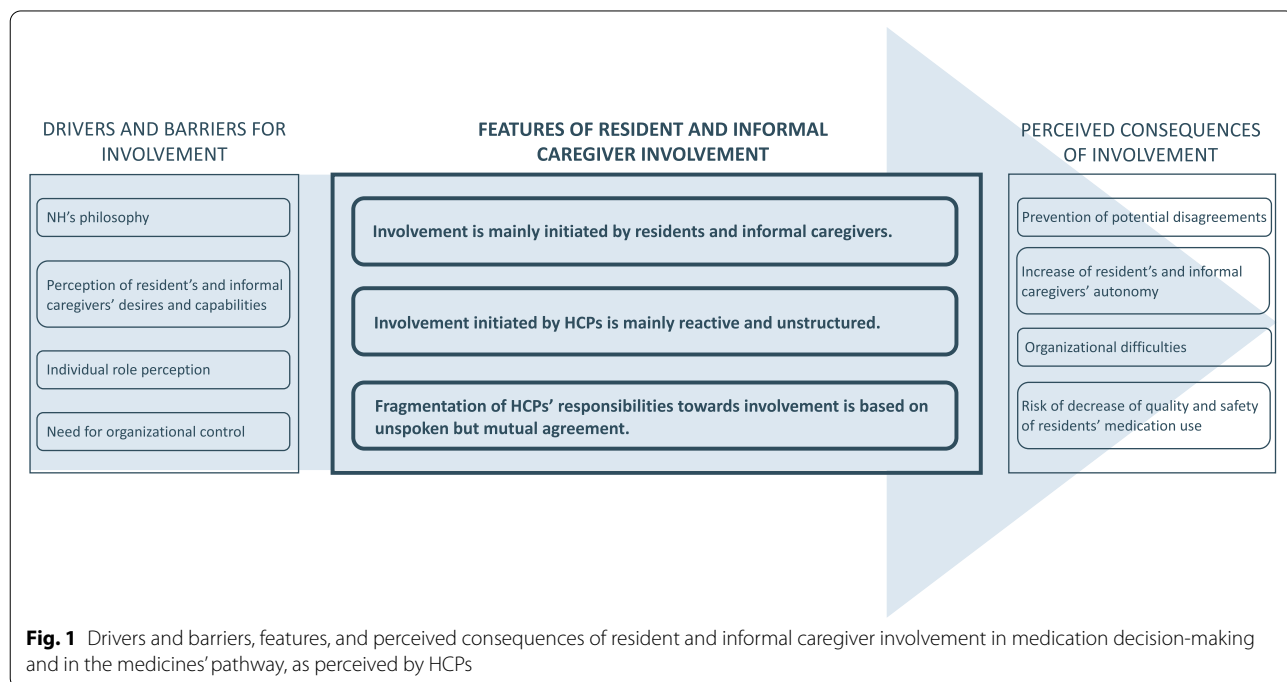 DRIVERS AND BARRIERS FOR
INVOLVEMENT
NH's philosophy
Perception of resident's and informal
caregivers' desires and capabilities
Individual role perception
Need for organizational control
FEATURES OF RESIDENT AND INFORMAL
CAREGIVER INVOLVEMENT
Involvement is mainly initiated by residents and informal caregivers.
Involvement initiated by HCPs is mainly reactive and unstructured.
Fragmentation of HCPs' responsibilities towards involvement is based on
unspoken but mutual agreement.
PERCEIVED CONSEQUENCES
OF INVOLVEMENT
Prevention of potential disagreements
Increase of resident's and informal
caregivers' autonomy
Organizational difficulties
Risk of decrease of quality and safety
of residents' medication use
Fig. 1 Drivers and barriers, features, and perceived consequences of resident and informal caregiver involvement in medication decision-making
and in the medicines' pathway, as perceived by HCPs